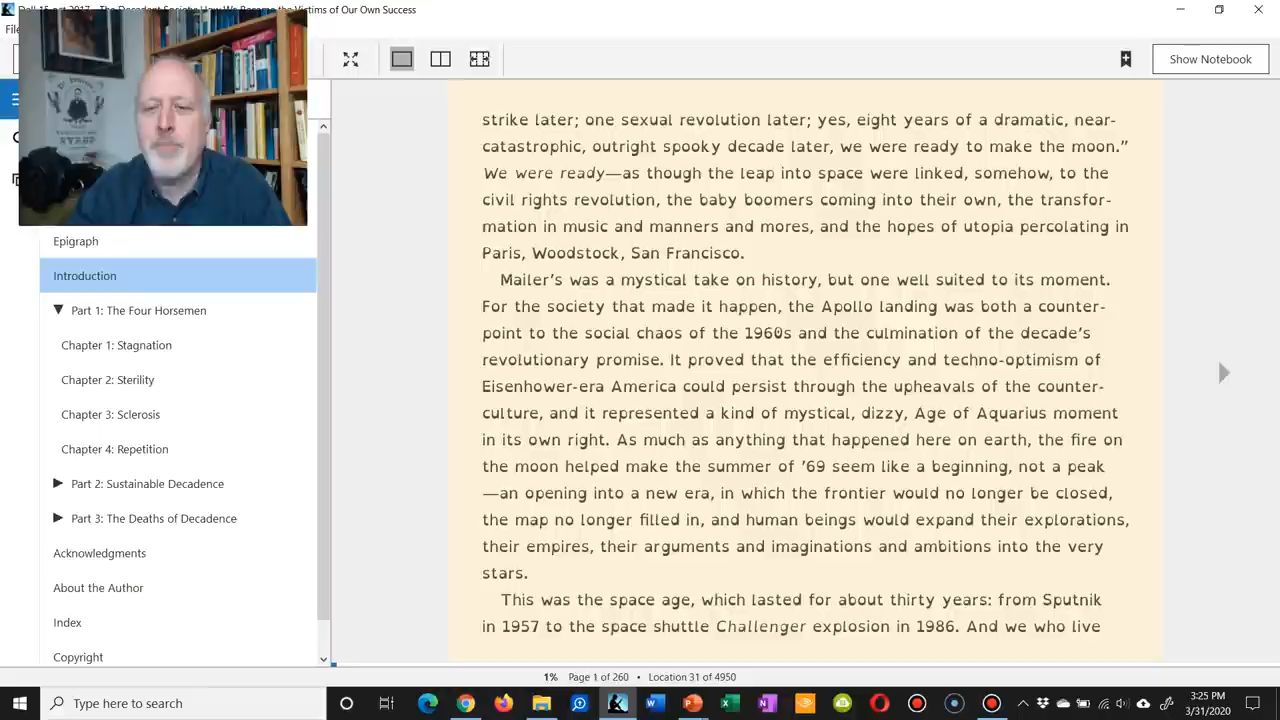 The Decadent Society: How We Became the Victims of Our Own Success
File
Show Notebook
Epigraph
Introduction
Part 1: The Four Horsemen
Chapter 1: Stagnation
Chapter 2: Sterility
Chapter 3: Sclerosis
Chapter 4: Repetition
Part 2: Sustainable Decadence
Part 3: The Deaths of Decadence
Acknowledgments
About the Author
Index
Copyright
strike later; one sexual revolution later; yes, eight years of a dramatic, near-
catastrophic, outright spooky decade later, we were ready to make the moon.”
We were ready—as though the leap into space were linked, somehow, to the
civil rights revolution, the baby boomers coming into their own, the transfor-
mation in music and manners and mores, and the hopes of utopia percolating in
Paris, Woodstock, San Francisco.
Mailer’s was a mystical take on history, but one well suited to its moment.
For the society that made it happen, the Apollo landing was both a counter-
point to the social chaos of the 1960s and the culmination of the decade’s
revolutionary promise. It proved that the efficiency and techno-optimism of
Eisenhower-era America could persist through the upheavals of the counter-
culture, and it represented a kind of mystical, dizzy, Age of Aquarius moment
in its own right. As much as anything that happened here on earth, the fire on
the moon helped make the summer of ’69 seem like a beginning, not a peak
—an opening into a new era, in which the frontier would no longer be closed,
the map no longer filled in, and human beings would expand their explorations,
their empires, their arguments and imaginations and ambitions into the very
stars.
This was the space age, which lasted for about thirty years: from Sputnik
in 1957 to the space shuttle Challenger explosion in 1986. And we who live
1% Page 1 of 260 • Location 31 of 4950
Type here to search
3:25 PM
3/31/2020